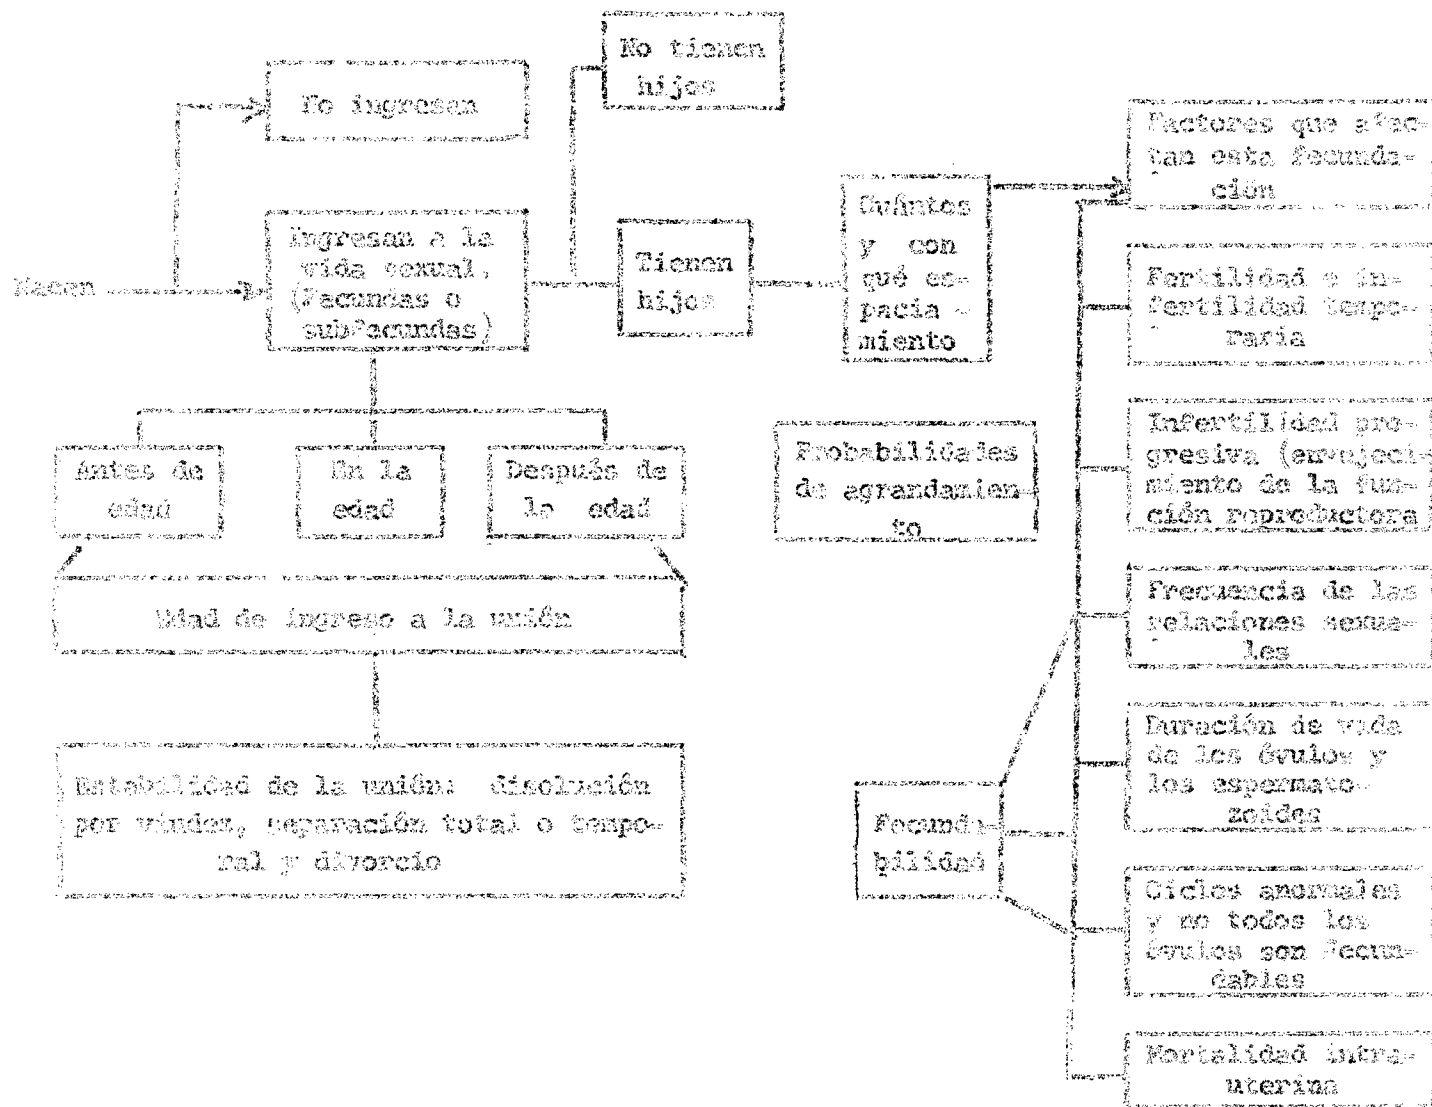 No tienen
hijos
No ingresan
Factores que afec-
tan esta fecunda-
ción
Nacen
Ingresan a la
vida sexual.
(Fecundas o
subfecundas)
Tienen
hijos
Cuántos
y con
qué es-
pacia -
miento
Fertilidad e in-
fertilidad tempo-
raria
Antes de
edad
En la
edad
Después de
la edad
Probabilidades
de agrandamien-
to
Infertilidad pro-
gresiva (envejeci-
miento de la fun-
ción reproductora
Edad de ingreso a la unión
Frecuencia de las
relaciones sexua-
les
Estabilidad de la unión: disolución
por viudez, separación total o tempo-
ral y divorcio
Fecunda-
bilidad
Duración de vida
de los óvulos y
los espermato-
zoides
Ciclos anormales
y no todos los
óvulos son fecun-
dables
Mortalidad intra-
uterina